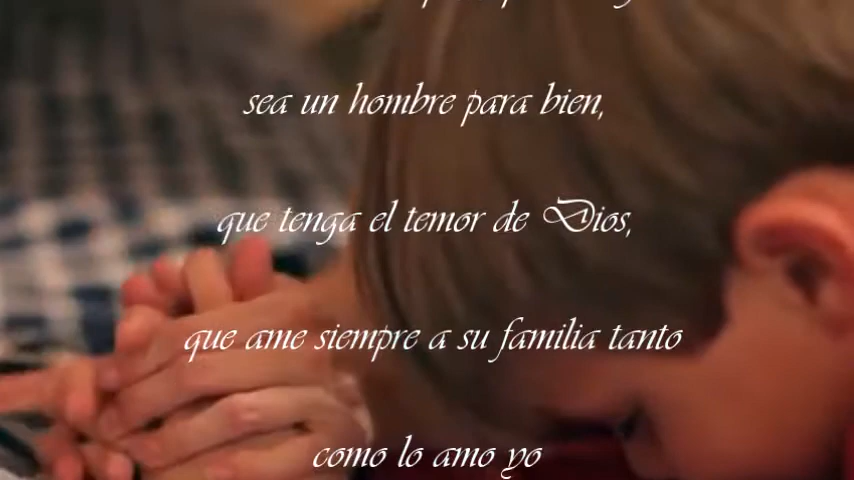 sea un hombre para bien,
que tenga el temor de Dios,
que ame siempre a su familia tanto
como lo amo yo